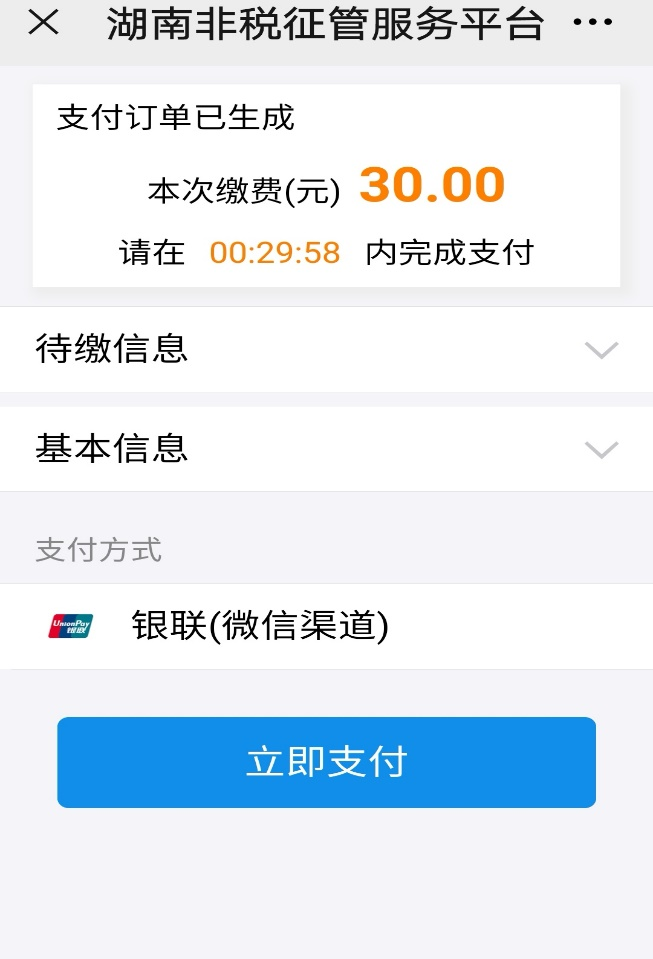 湖南非税征管服务平台
支付订单已生成
本次缴费(元) 30.00
请在 00:29:58 内完成支付
待缴信息
基本信息
支付方式
UnionPay
银联
银联(微信渠道)
立即支付